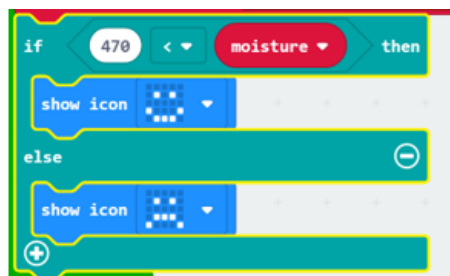 if 470 < moisture then
show icon
else
show icon